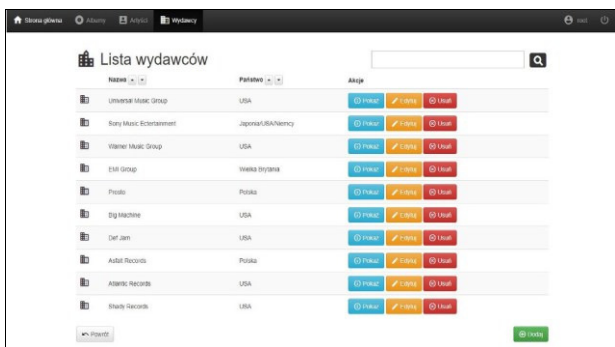 Strona główna Albumy Artyści Wydawcy root
Lista wydawców
Nazwa Państwo Akcje
Universal Music Group USA Pokaż Edytuj Usuń
Sony Music Entertainment Japonia/USA/Niemcy Pokaż Edytuj Usuń
Warner Music Group USA Pokaż Edytuj Usuń
EMI Group Wielka Brytania Pokaż Edytuj Usuń
Prosto Polska Pokaż Edytuj Usuń
Big Machine USA Pokaż Edytuj Usuń
Def Jam USA Pokaż Edytuj Usuń
Asfalt Records Polska Pokaż Edytuj Usuń
Atlantic Records USA Pokaż Edytuj Usuń
Shady Records USA Pokaż Edytuj Usuń
Powrót Dodaj